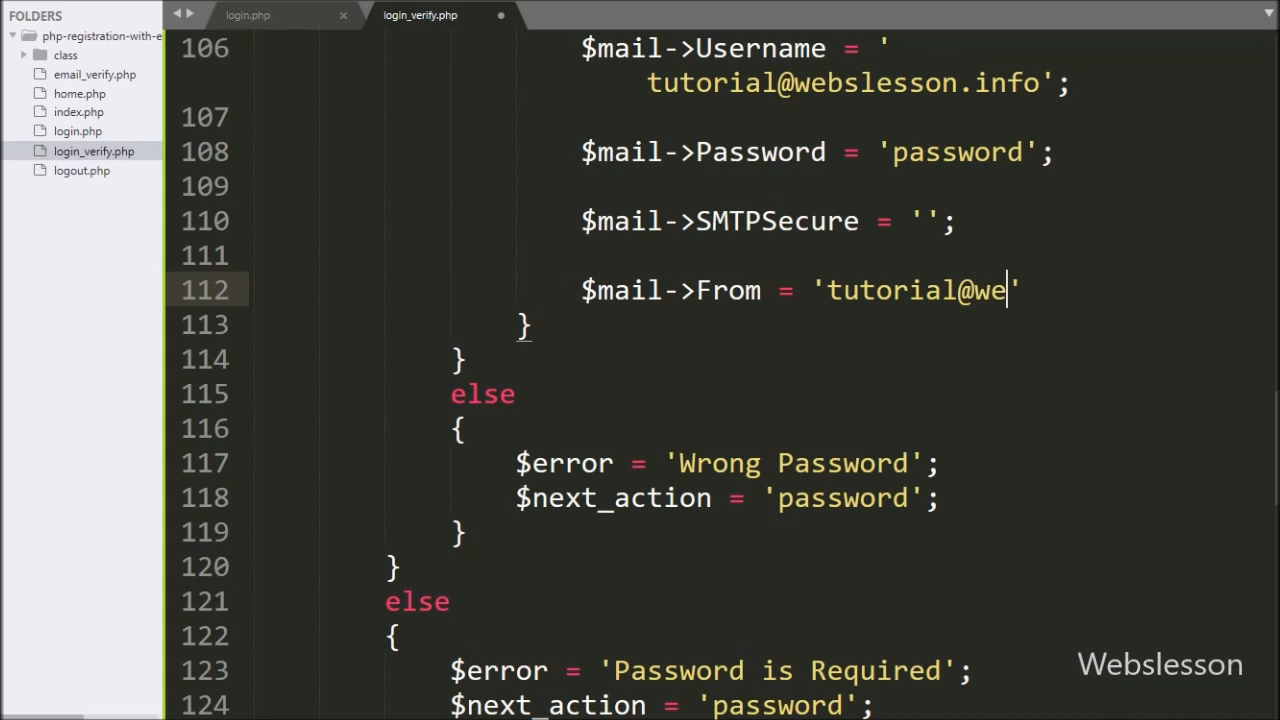 FOLDERS
php-registration-with-e
class
email_verify.php
home.php
index.php
login.php
login_verify.php
logout.php
login.php
login_verify.php
106 $mail->Username = '
tutorial@webslesson.info';
107
108 $mail->Password = 'password';
109
110 $mail->SMTPSecure = '';
111
112 $mail->From = 'tutorial@we'
113 }
114 }
115 else
116 {
117 $error = 'Wrong Password';
118 $next_action = 'password';
119 }
120 }
121 else
122 {
123 $error = 'Password is Required';
124 $next_action = 'password';
Webslesson